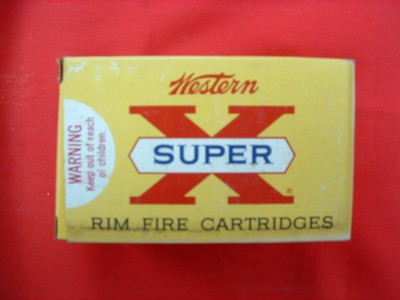 Western
X
SUPER
®
RIM FIRE CARTRIDGES
WARNING
Keep out of reach
of children.